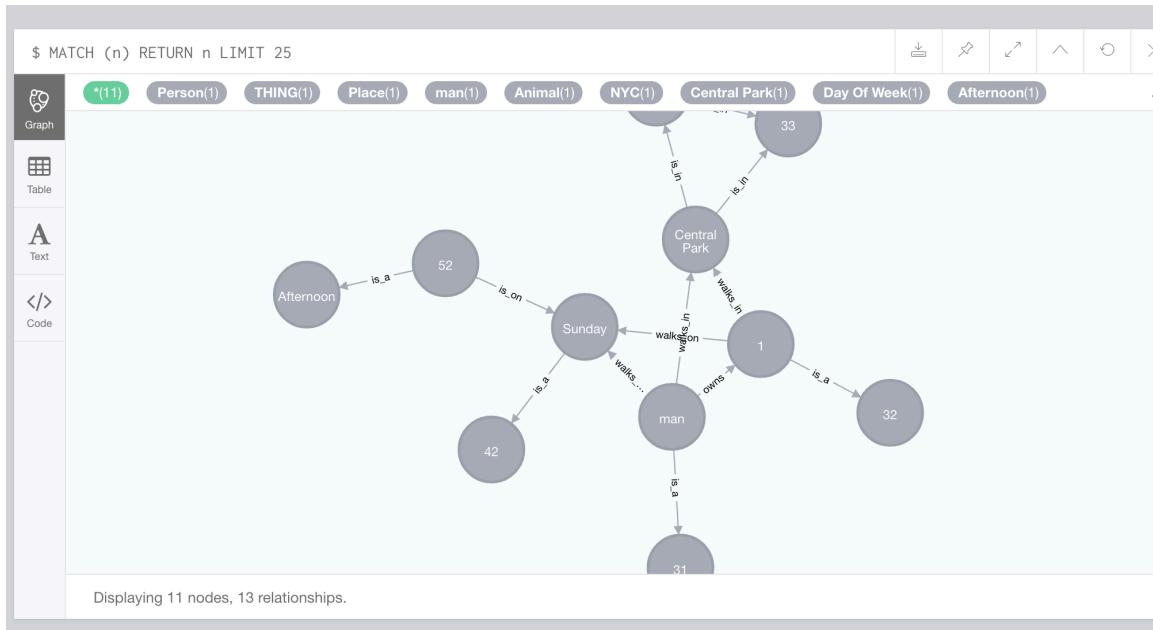 $ MATCH (n) RETURN n LIMIT 25
*(11) Person(1) THING(1) Place(1) man(1) Animal(1) NYC(1) Central Park(1) Day Of Week(1) Afternoon(1)
Graph
Table
A
Text
</>
Code
33
is_in
is_in
Central
Park
52
is_a
Afternoon
is_on
walks_in
Sunday
walks_on
walks_in
1
walks_...
is_a
owns
is_a
man
32
42
is_a
31
Displaying 11 nodes, 13 relationships.